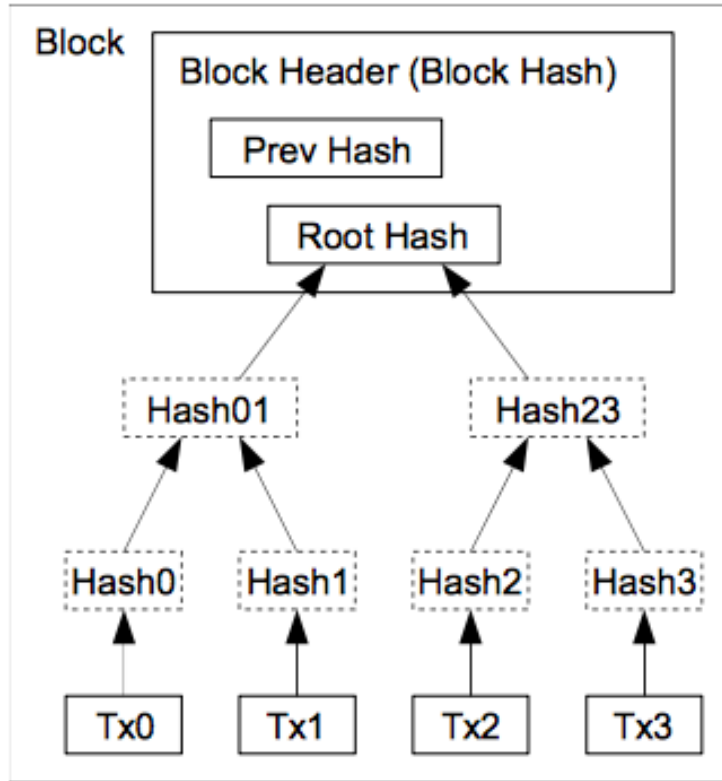 Block
Block Header (Block Hash)
Prev Hash
Root Hash
Hash01 Hash23
Hash0 Hash1 Hash2 Hash3
Tx0 Tx1 Tx2 Tx3